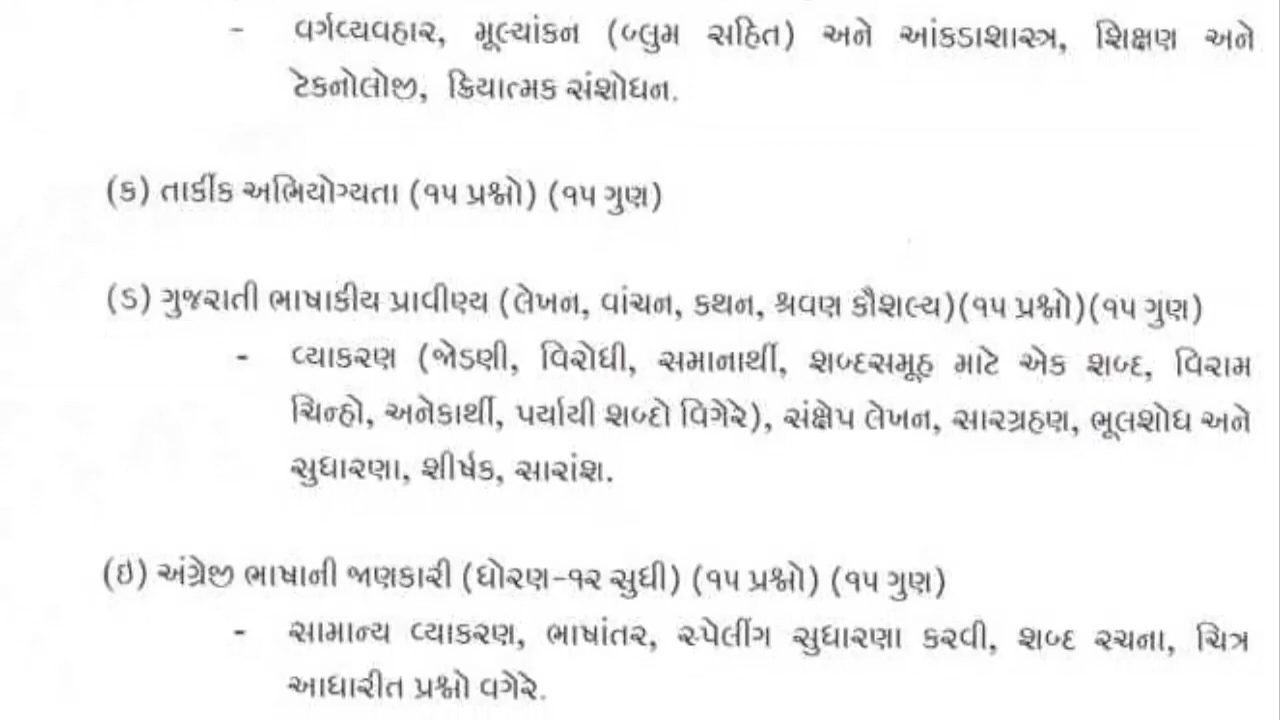 - વર્ગવ્યવહાર, મૂલ્યાંકન (બ્લુમ સહિત) અને આંકડાશાસ્ત્ર, શિક્ષણ અને
ટેકનોલોજી, ક્રિયાત્મક સંશોધન.
(ક) તાર્કીક અભિયોગ્યતા (૧૫ પ્રશ્નો) (૧૫ ગુણ)
(ડ) ગુજરાતી ભાષાકીય પ્રાવીણ્ય (લેખન, વાંચન, કથન, શ્રવણ કૌશલ્ય)(૧૫ પ્રશ્નો)(૧૫ ગુણ)
- વ્યાકરણ (જોડણી, વિરોધી, સમાનાર્થી, શબ્દસમૂહ માટે એક શબ્દ, વિરામ
ચિન્હો, અનેકાર્થી, પર્યાયી શબ્દો વિગેરે), સંક્ષેપ લેખન, સારગ્રહણ, ભૂલશોધ અને
સુધારણા, શીર્ષક, સારાંશ.
(ઇ) અંગ્રેજી ભાષાની જાણકારી (ધોરણ-૧૨ સુધી) (૧૫ પ્રશ્નો) (૧૫ ગુણ)
- સામાન્ય વ્યાકરણ, ભાષાંતર, સ્પેલીંગ સુધારણા કરવી, શબ્દ રચના, ચિત્ર
આધારીત પ્રશ્નો વગેરે.